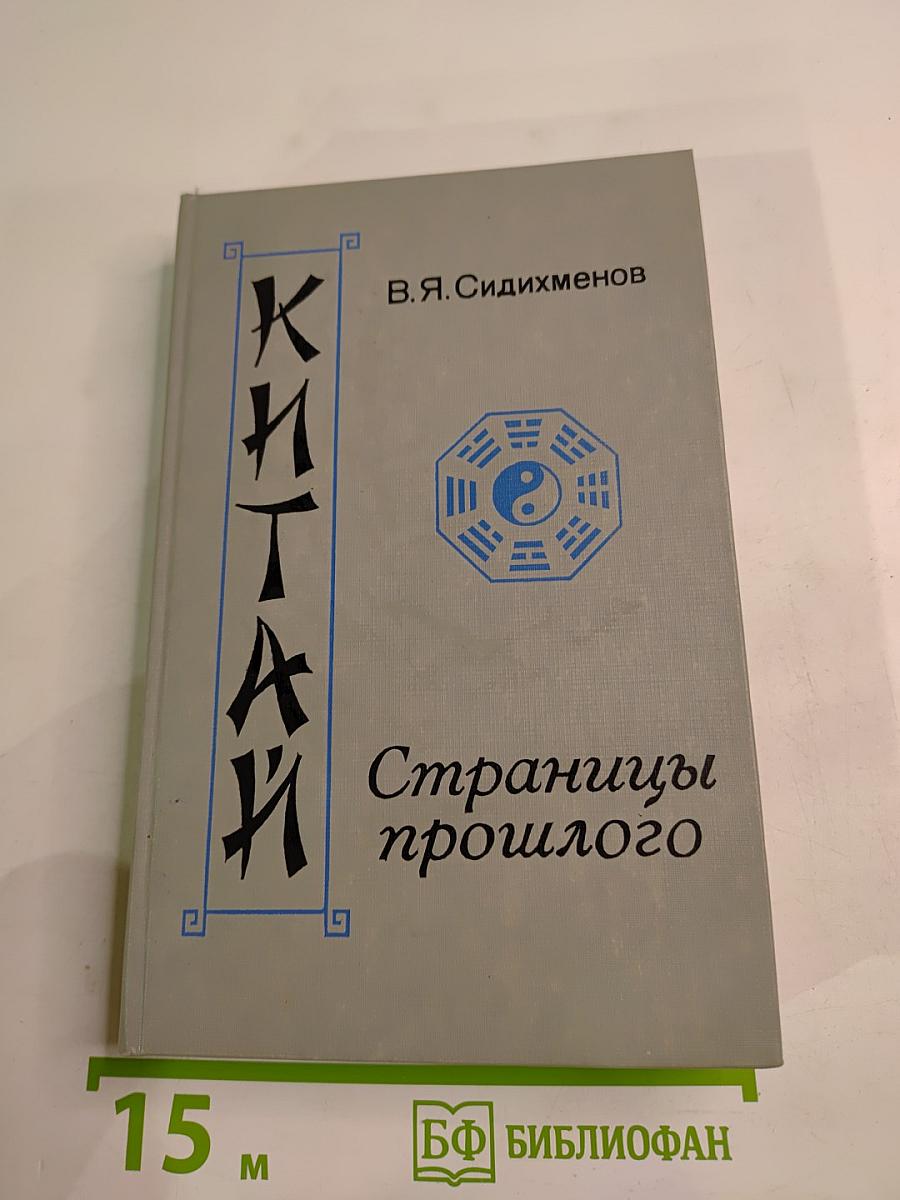 В. Я. Сидихменов
КИТАЙ
Страницы
прошлого
15 м
БФ БИБЛИОФАН